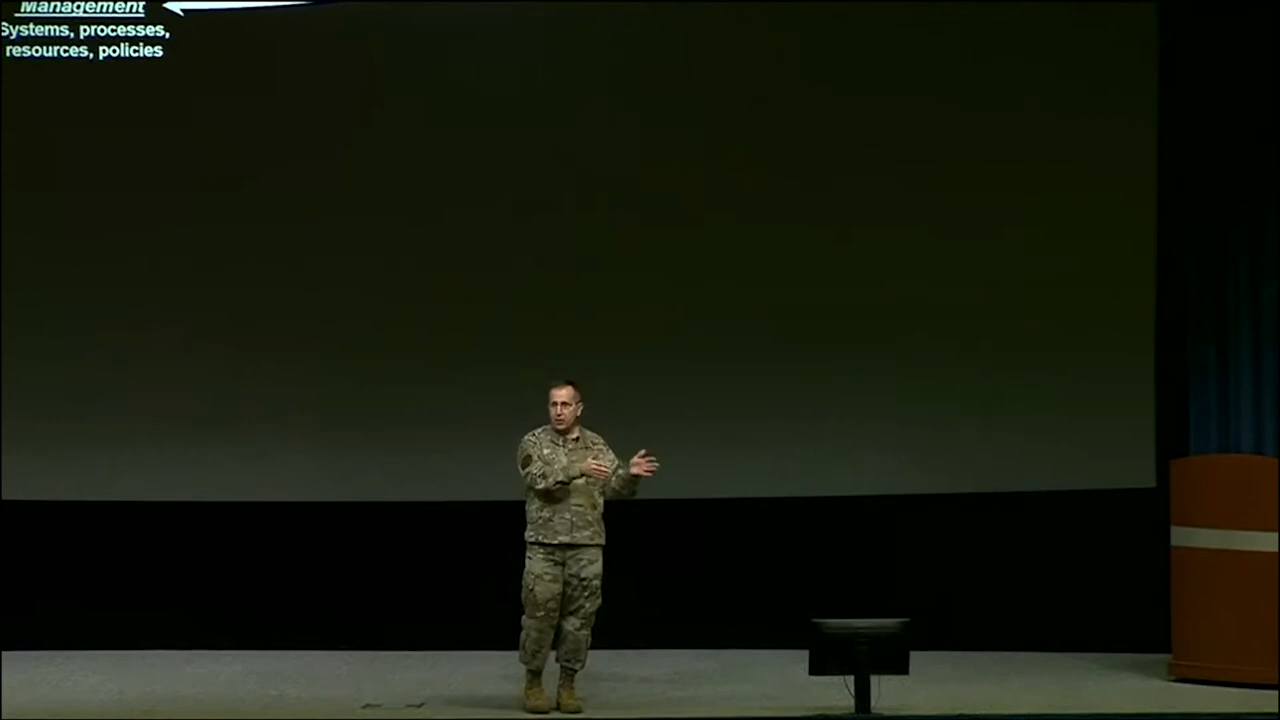 Management
Systems, processes,
resources, policies